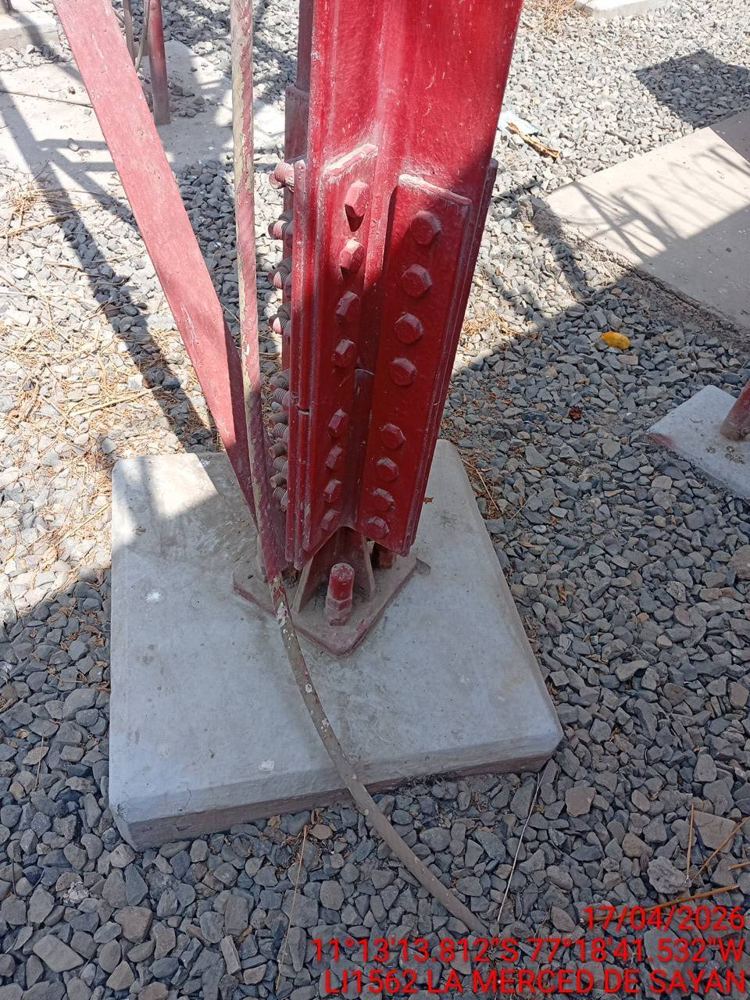 17/04/2026
11°13'13.812"S 77°18'41.532"W
LI1562 LA MERCED DE SAYAN